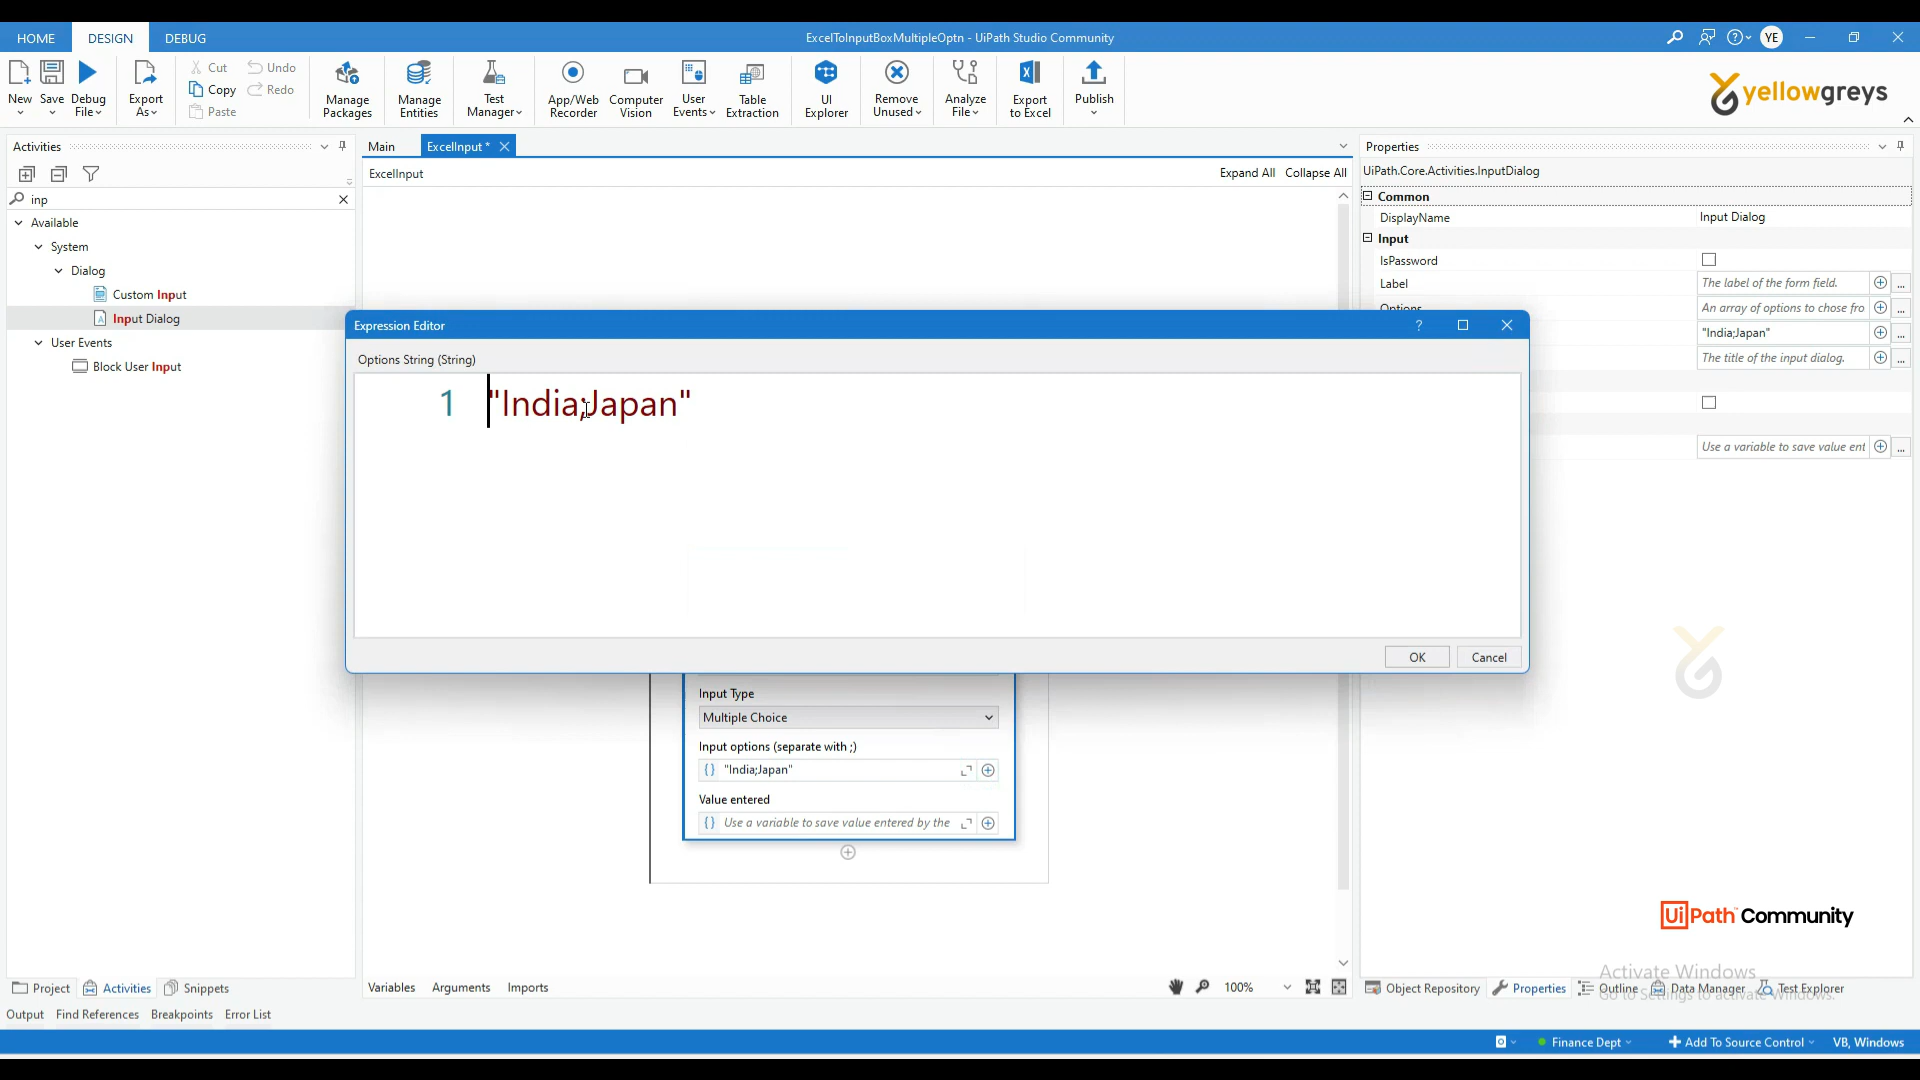 HOME DESIGN DEBUG ExcelToInputBoxMultipleOptn - UiPath Studio Community YE
New Save Debug File Export As Cut Copy Paste Undo Redo Manage Packages Manage Entities Test Manager App/Web Recorder Computer Vision User Events Table Extraction UI Explorer Remove Unused Analyze File Export to Excel Publish yellowgreys
Activities
inp
Available
System
Dialog
Custom Input
Input Dialog
User Events
Block User Input
Main ExcelInput *
ExcelInput Expand All Collapse All
Properties
UiPath.Core.Activities.InputDialog
Common
DisplayName Input Dialog
Input
IsPassword
Label The label of the form field. ...
Options An array of options to chose fro ...
"India;Japan" ...
The title of the input dialog. ...
Use a variable to save value ent ...
Expression Editor ?
Options String (String)
1 "India;Japan"
OK Cancel
Input Type
Multiple Choice
Input options (separate with ;)
{} "India;Japan"
Value entered
{} Use a variable to save value entered by the
UiPath Community
Activate Windows
Go to Settings to activate Windows.
Project Activities Snippets
Variables Arguments Imports 100%
Object Repository Properties Outline Data Manager Test Explorer
Output Find References Breakpoints Error List
Finance Dept Add To Source Control VB, Windows